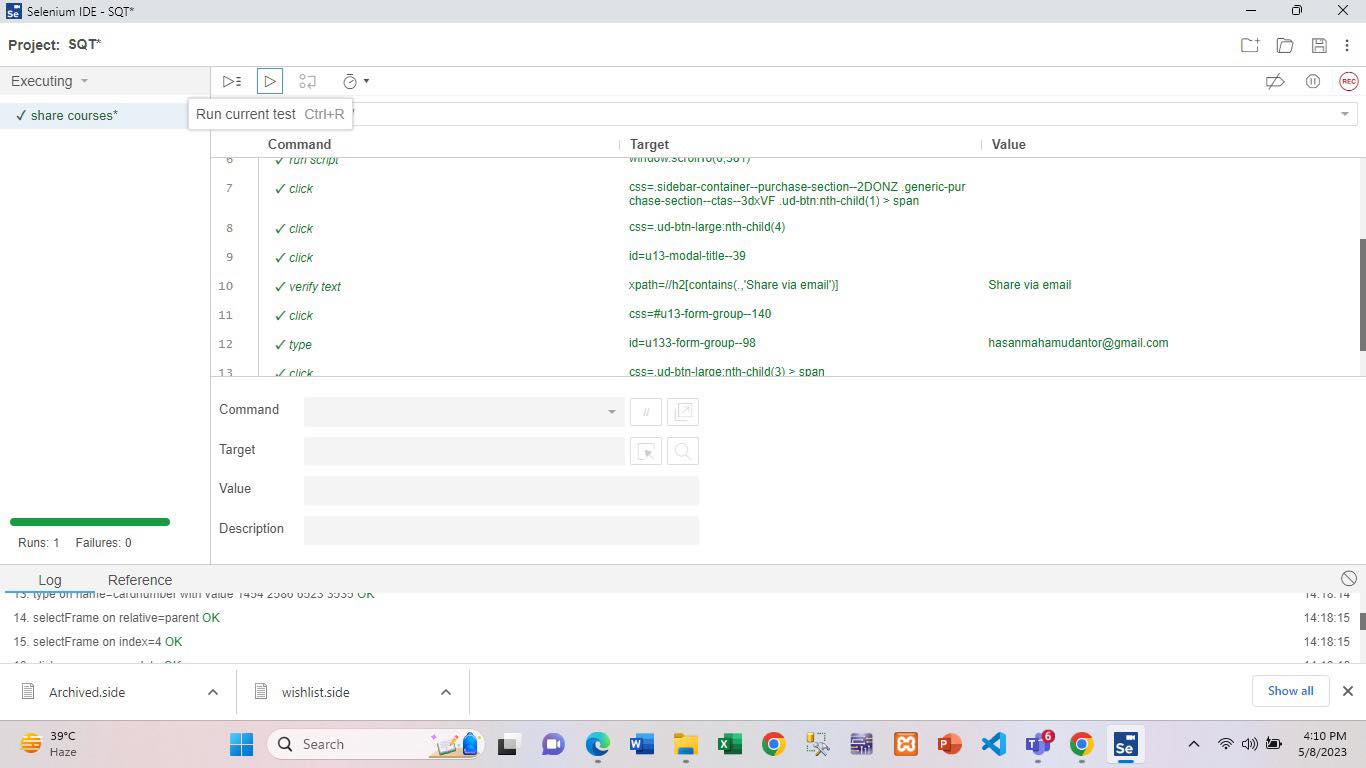 Selenium IDE - SQT*
Project: SQT*
Executing
REC
✓ share courses*
Run current test Ctrl+R
Command Target Value
6 ✓ run script window.scrollTo(0,381)
7 ✓ click css=.sidebar-container--purchase-section--2DONZ .generic-pur
chase-section--ctas--3dxVF .ud-btn:nth-child(1) > span
8 ✓ click css=.ud-btn-large:nth-child(4)
9 ✓ click id=u13-modal-title--39
10 ✓ verify text xpath=//h2[contains(.,'Share via email')] Share via email
11 ✓ click css=#u13-form-group--140
12 ✓ type id=u133-form-group--98 hasanmahamudantor@gmail.com
13 ✓ click css=.ud-btn-large:nth-child(3) > span
Command //
Target
Value
Description
Runs: 1 Failures: 0
Log Reference
13. type on name=cardnumber with value 1454 2586 6523 3535 OK 14:18:14
14. selectFrame on relative=parent OK 14:18:15
15. selectFrame on index=4 OK 14:18:15
Archived.side wishlist.side Show all
39°C
Haze
Search
6
Se
4:10 PM
5/8/2023